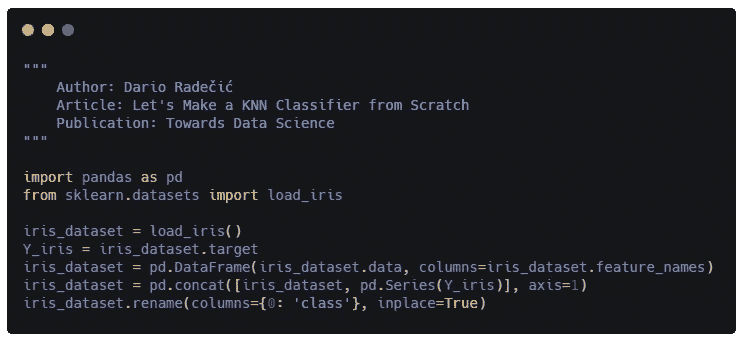 """
    Author: Dario Radečić
    Article: Let's Make a KNN Classifier from Scratch
    Publication: Towards Data Science
"""
import pandas as pd
from sklearn.datasets import load_iris
iris_dataset = load_iris()
Y_iris = iris_dataset.target
iris_dataset = pd.DataFrame(iris_dataset.data, columns=iris_dataset.feature_names)
iris_dataset = pd.concat([iris_dataset, pd.Series(Y_iris)], axis=1)
iris_dataset.rename(columns={0: 'class'}, inplace=True)